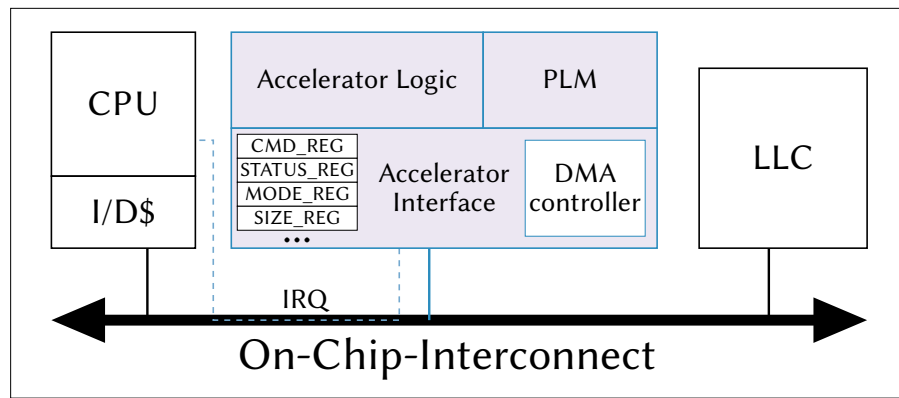 CPU
I/D$
Accelerator Logic
PLM
CMD_REG
STATUS_REG
MODE_REG
SIZE_REG
...
Accelerator
Interface
DMA
controller
LLC
IRQ
On-Chip-Interconnect